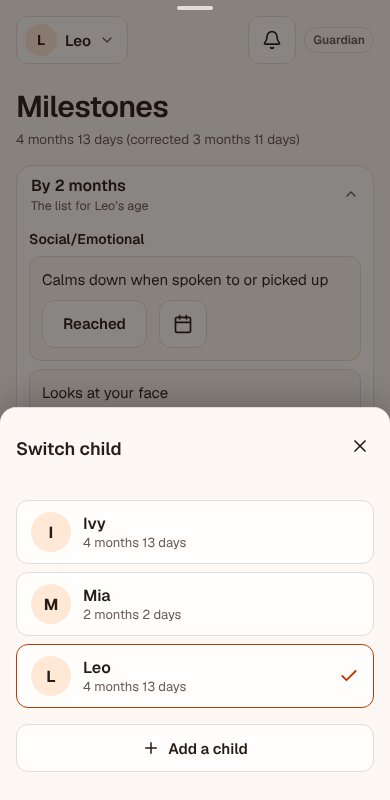 L Leo
Guardian
Milestones
4 months 13 days (corrected 3 months 11 days)
By 2 months
The list for Leo's age
Social/Emotional
Calms down when spoken to or picked up
Reached
Looks at your face
Switch child
I Ivy
4 months 13 days
M Mia
2 months 2 days
L Leo
4 months 13 days
Add a child